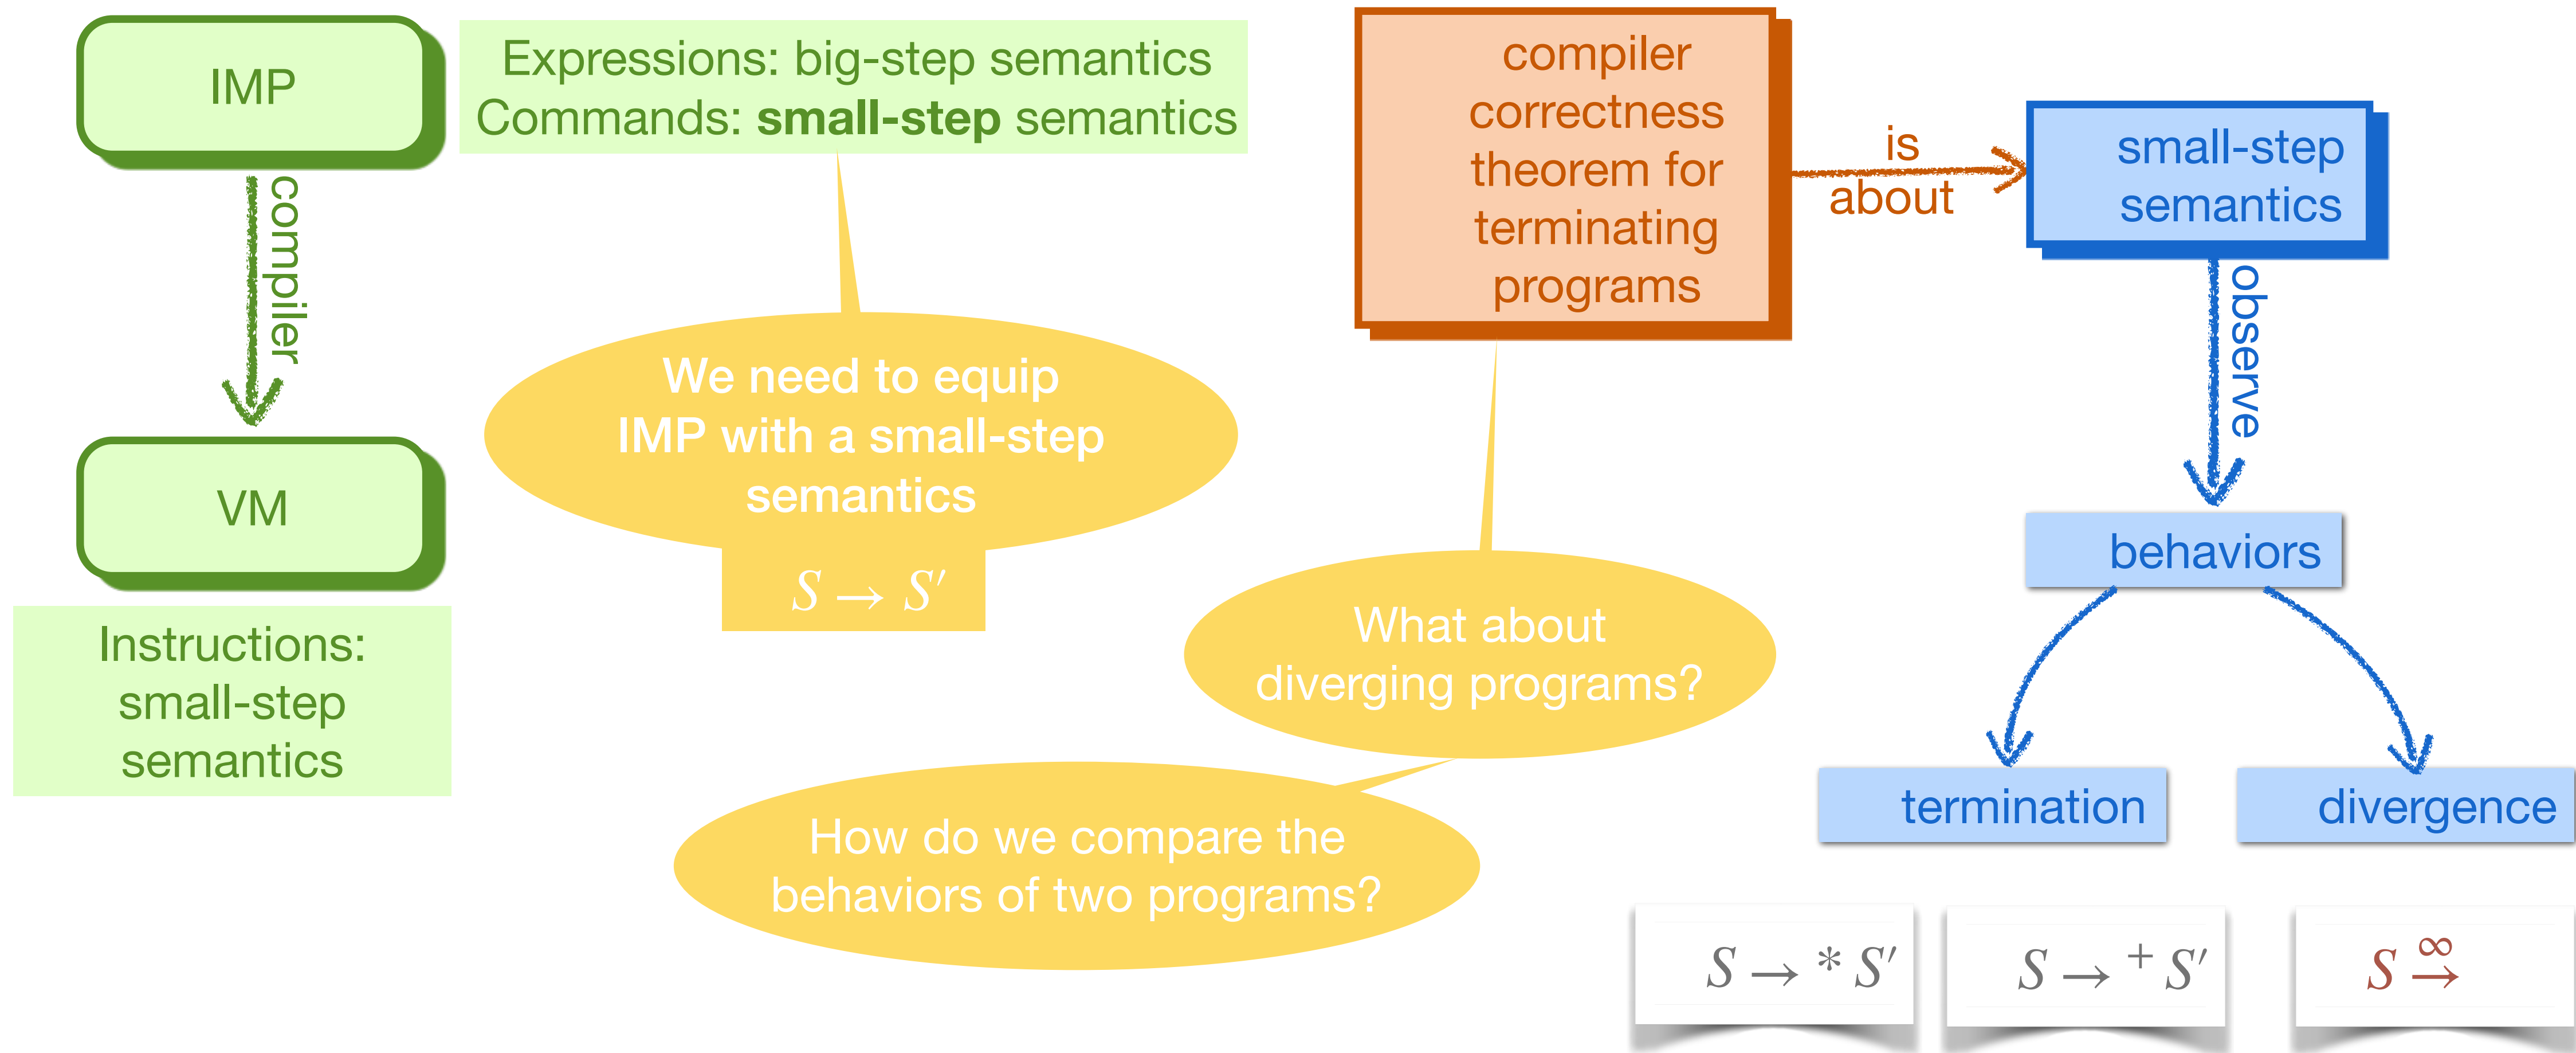 IMP
Expressions: big-step semantics
Commands: small-step semantics
compiler
VM
Instructions:
small-step
semantics
We need to equip
IMP with a small-step
semantics
S → S′
compiler
correctness
theorem for
terminating
programs
is
about
small-step
semantics
observe
behaviors
What about
diverging programs?
How do we compare the
behaviors of two programs?
termination
divergence
S → * S′
S → + S′
S ∞→